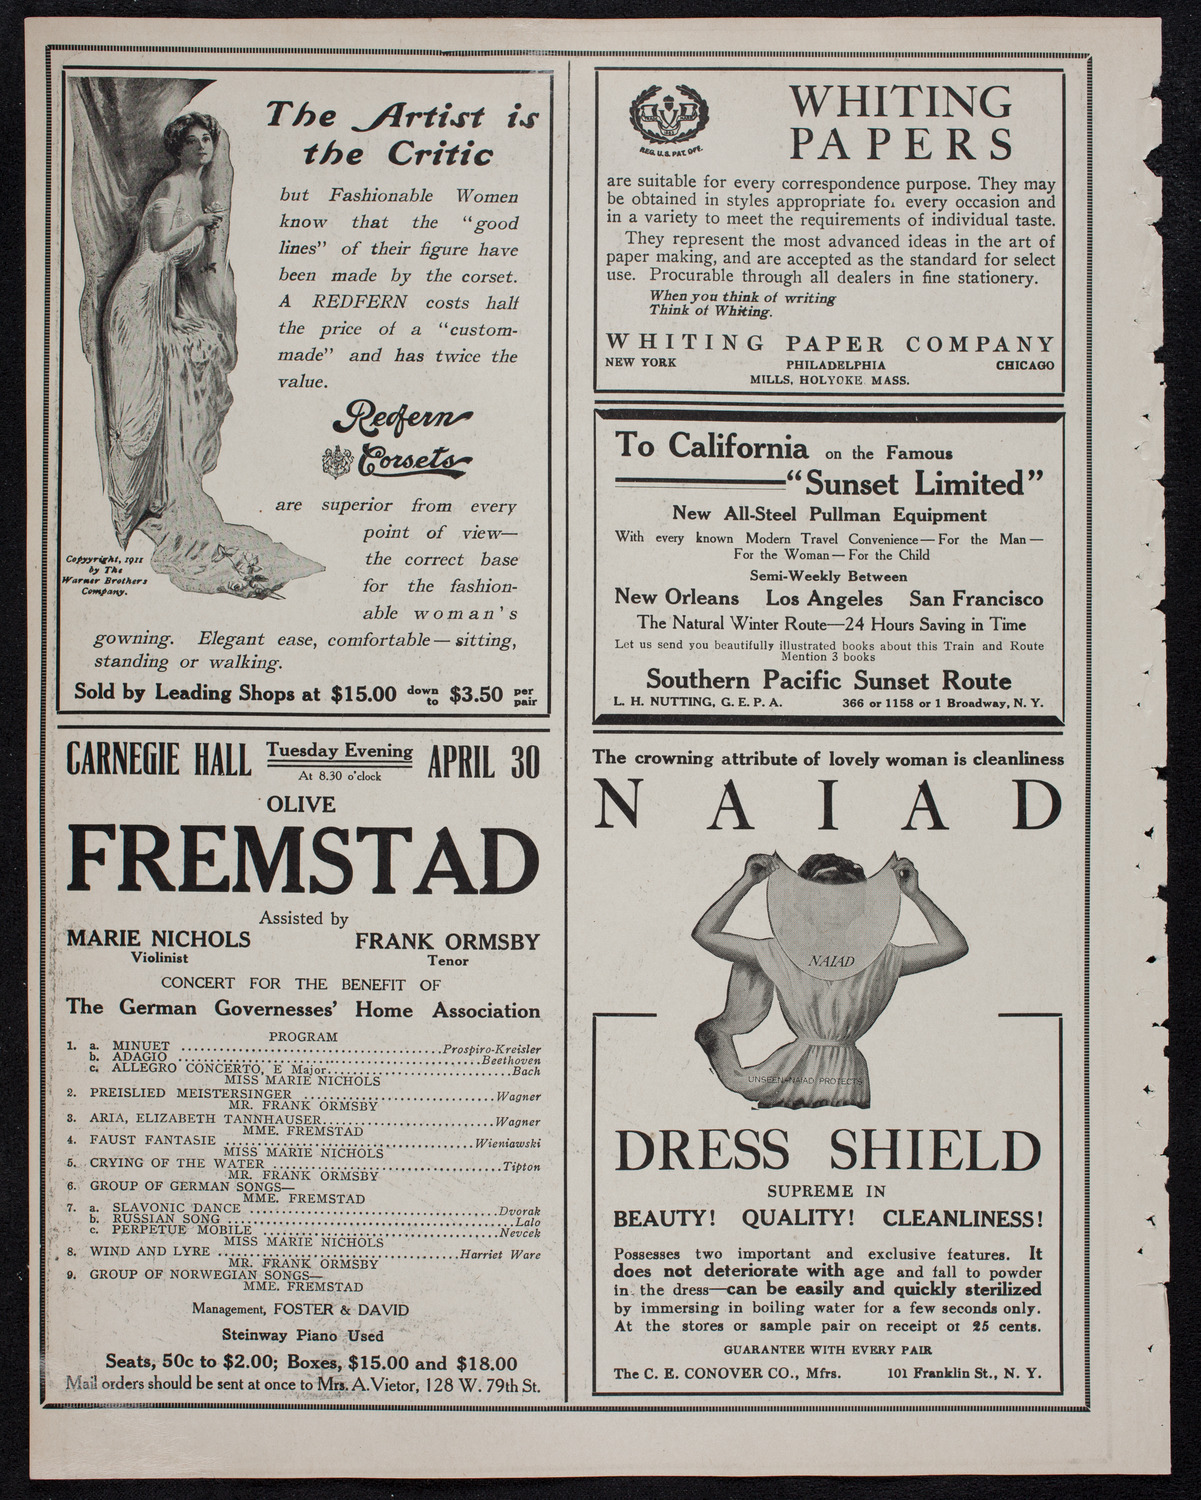 The Artist is
the Critic
but Fashionable Women
know that the "good
lines" of their figure have
been made by the corset.
A REDFERN costs half
the price of a "custom-
made" and has twice the
value.
Redfern
Corsets
are superior from every
point of view—
the correct base
for the fashion-
able woman's
gowning. Elegant ease, comfortable—sitting,
standing or walking.
Copyright, 1911
by The
Warner Brothers
Company.
Sold by Leading Shops at $15.00 down to $3.50 per pair
CARNEGIE HALL Tuesday Evening APRIL 30
At 8.30 o'clock
OLIVE
FREMSTAD
Assisted by
MARIE NICHOLS FRANK ORMSBY
Violinist Tenor
CONCERT FOR THE BENEFIT OF
The German Governesses' Home Association
PROGRAM
1. a. MINUET ........Prospiro-Kreisler
b. ADAGIO ........Beethoven
c. ALLEGRO CONCERTO, E Major........Bach
MISS MARIE NICHOLS
2. PREISLIED MEISTERSINGER ........Wagner
MR. FRANK ORMSBY
3. ARIA, ELIZABETH TANNHAUSER........Wagner
MME. FREMSTAD
4. FAUST FANTASIE ........Wieniawski
MISS MARIE NICHOLS
5. CRYING OF THE WATER ........Tipton
MR. FRANK ORMSBY
6. GROUP OF GERMAN SONGS—
MME. FREMSTAD
7. a. SLAVONIC DANCE ........Dvorak
b. RUSSIAN SONG ........Lalo
c. PERPETUE MOBILE ........Nevcek
MISS MARIE NICHOLS
8. WIND AND LYRE ........Harriet Ware
MR. FRANK ORMSBY
9. GROUP OF NORWEGIAN SONGS—
MME. FREMSTAD
Management, FOSTER & DAVID
Steinway Piano Used
Seats, 50c to $2.00; Boxes, $15.00 and $18.00
Mail orders should be sent at once to Mrs. A. Vietor, 128 W. 79th St.
REG. U.S. PAT. OFF.
WHITING
PAPERS
are suitable for every correspondence purpose. They may
be obtained in styles appropriate for every occasion and
in a variety to meet the requirements of individual taste.
They represent the most advanced ideas in the art of
paper making, and are accepted as the standard for select
use. Procurable through all dealers in fine stationery.
When you think of writing
Think of Whiting.
WHITING PAPER COMPANY
NEW YORK PHILADELPHIA CHICAGO
MILLS, HOLYOKE MASS.
To California on the Famous
"Sunset Limited"
New All-Steel Pullman Equipment
With every known Modern Travel Convenience—For the Man—
For the Woman—For the Child
Semi-Weekly Between
New Orleans Los Angeles San Francisco
The Natural Winter Route—24 Hours Saving in Time
Let us send you beautifully illustrated books about this Train and Route
Mention 3 books
Southern Pacific Sunset Route
L. H. NUTTING, G. E. P. A. 366 or 1158 or 1 Broadway, N. Y.
The crowning attribute of lovely woman is cleanliness
NAIAD
NAIAD
UNSEEN NAIAD PROTECTS
DRESS SHIELD
SUPREME IN
BEAUTY! QUALITY! CLEANLINESS!
Possesses two important and exclusive features. It
does not deteriorate with age and fall to powder
in the dress—can be easily and quickly sterilized
by immersing in boiling water for a few seconds only.
At the stores or sample pair on receipt of 25 cents.
GUARANTEE WITH EVERY PAIR
The C. E. CONOVER CO., Mfrs. 101 Franklin St., N. Y.